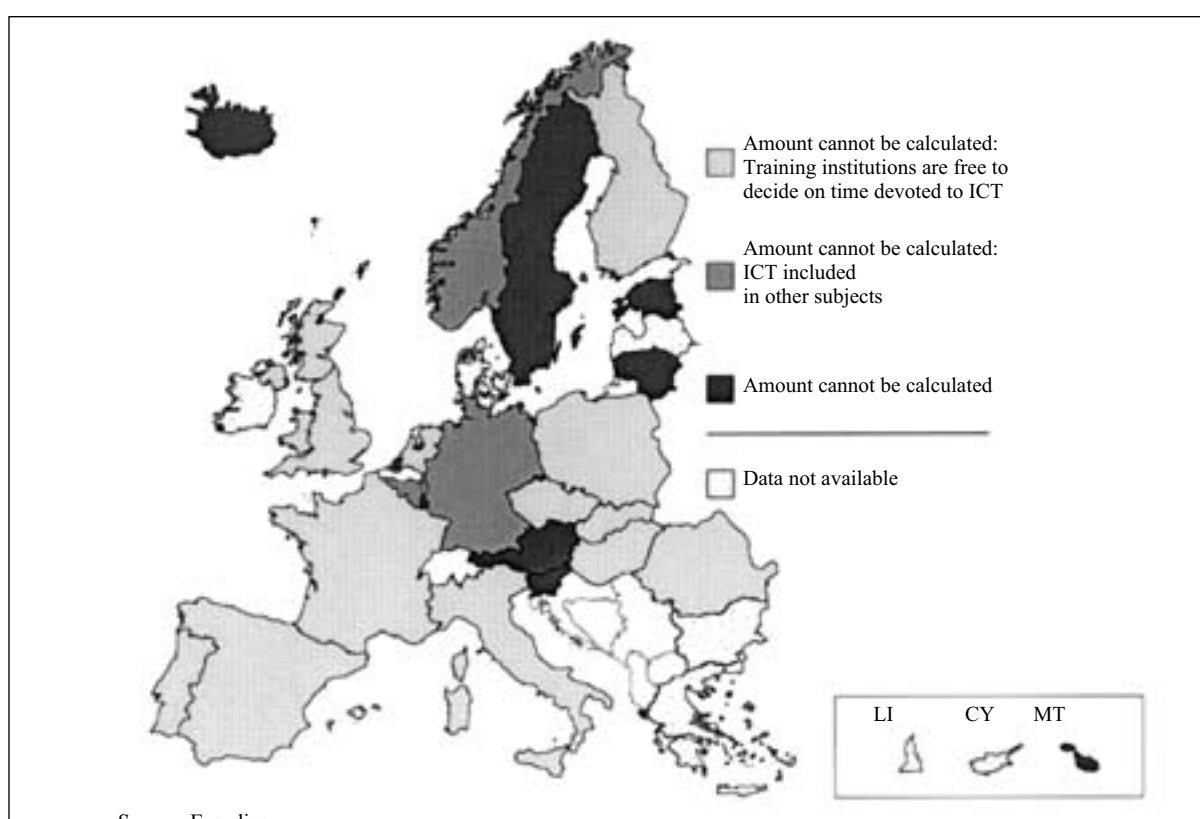 Amount cannot be calculated:
Training institutions are free to
decide on time devoted to ICT
Amount cannot be calculated:
ICT included
in other subjects
Amount cannot be calculated
Data not available
LI CY MT